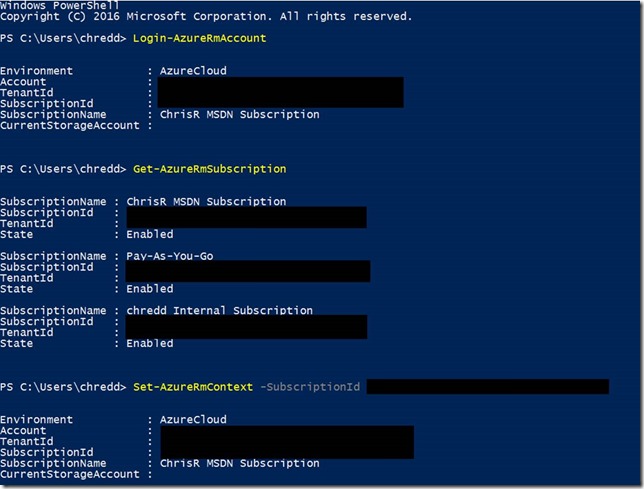 Windows PowerShell
Copyright (C) 2016 Microsoft Corporation. All rights reserved.
PS C:\Users\chredd> Login-AzureRmAccount
Environment : AzureCloud
Account :
TenantId :
SubscriptionId :
SubscriptionName : ChrisR MSDN Subscription
CurrentStorageAccount :
PS C:\Users\chredd> Get-AzureRmSubscription
SubscriptionName : ChrisR MSDN Subscription
SubscriptionId :
TenantId :
State : Enabled
SubscriptionName : Pay-As-You-Go
SubscriptionId :
TenantId :
State : Enabled
SubscriptionName : chredd Internal Subscription
SubscriptionId :
TenantId :
State : Enabled
PS C:\Users\chredd> Set-AzureRmContext -SubscriptionId
Environment : AzureCloud
Account :
TenantId :
SubscriptionId :
SubscriptionName : ChrisR MSDN Subscription
CurrentStorageAccount :